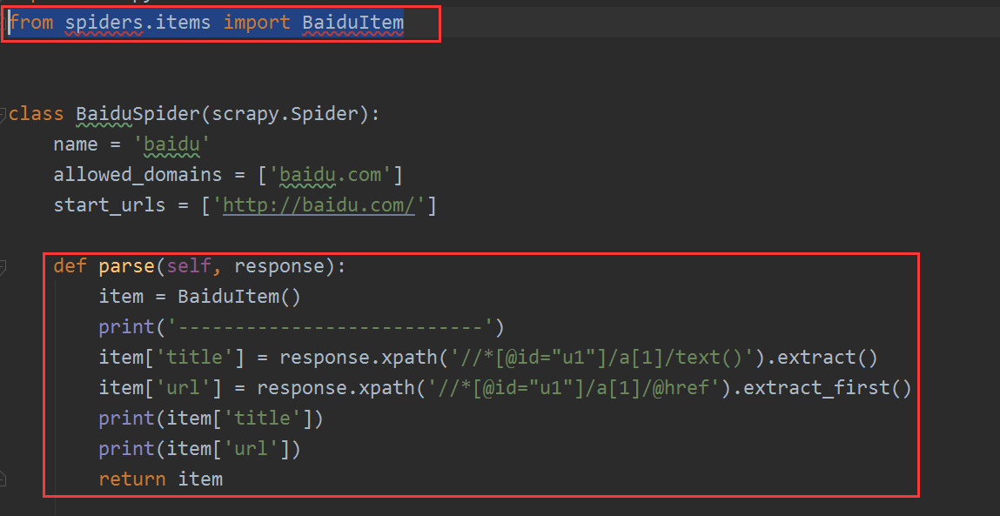 from spiders.items import BaiduItem
class BaiduSpider(scrapy.Spider):
    name = 'baidu'
    allowed_domains = ['baidu.com']
    start_urls = ['http://baidu.com/']
    def parse(self, response):
        item = BaiduItem()
        print('---------------------------')
        item['title'] = response.xpath('//*[@id="u1"]/a[1]/text()').extract()
        item['url'] = response.xpath('//*[@id="u1"]/a[1]/@href').extract_first()
        print(item['title'])
        print(item['url'])
        return item